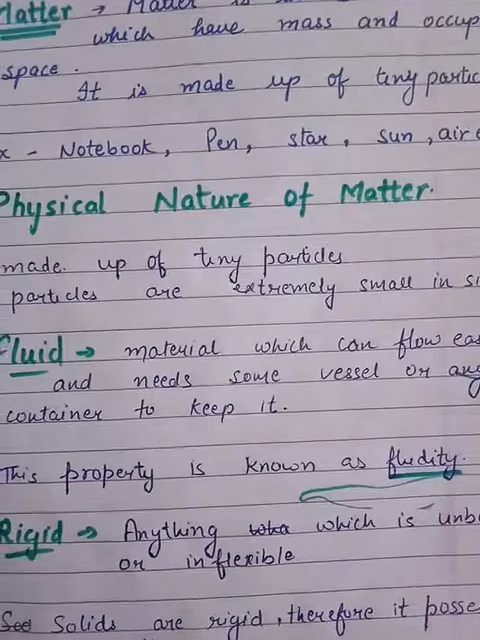 Matter → Matter is
which have mass and occup
space.
It is made up of tiny partic
x - Notebook, Pen, star, sun, air
Physical Nature of Matter.
made. up of tiny particles
particles are extremely small in si
Fluid → material which can flow eas
and needs some vessel or any
container to keep it.
This property is known as fluidity.
Rigid → Anything which is unb
or inflexible
Solids are rigid, therefore it posse